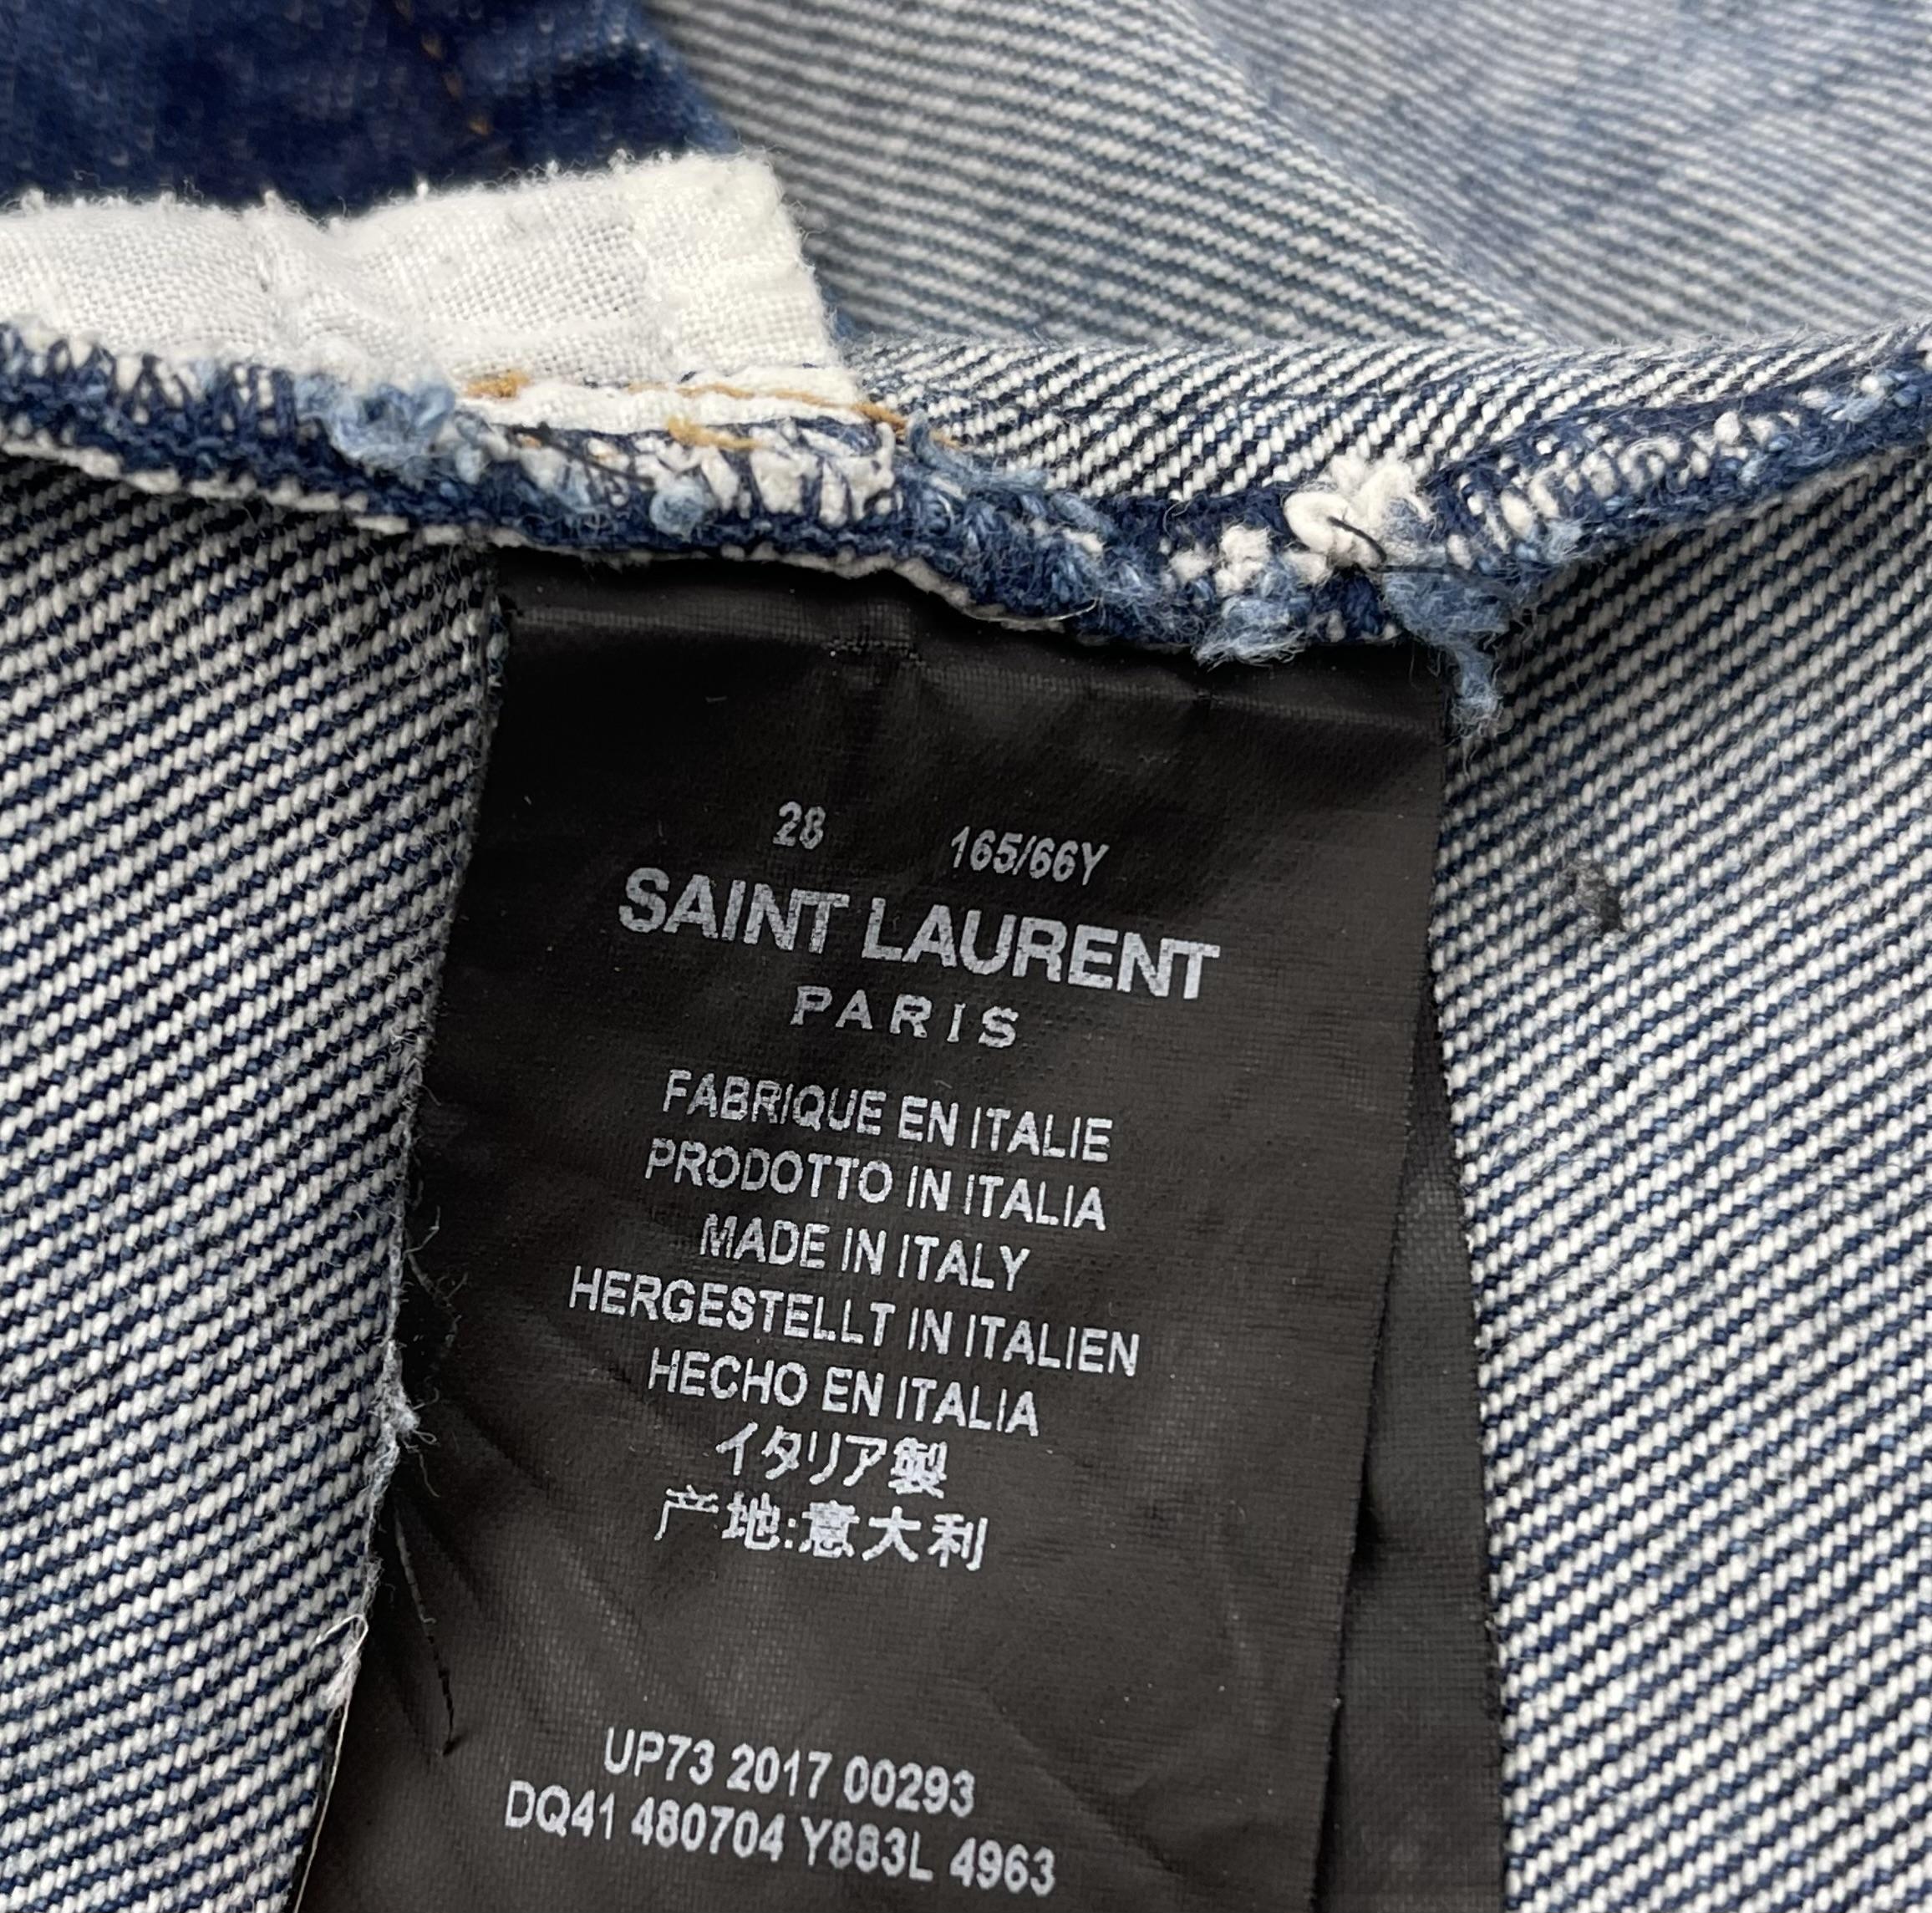 28 165/66Y
SAINT LAURENT
PARIS
FABRIQUE EN ITALIE
PRODOTTO IN ITALIA
MADE IN ITALY
HERGESTELLT IN ITALIEN
HECHO EN ITALIA
イタリア製
产地:意大利
UP73 2017 00293
DQ41 480704 Y883L 4963